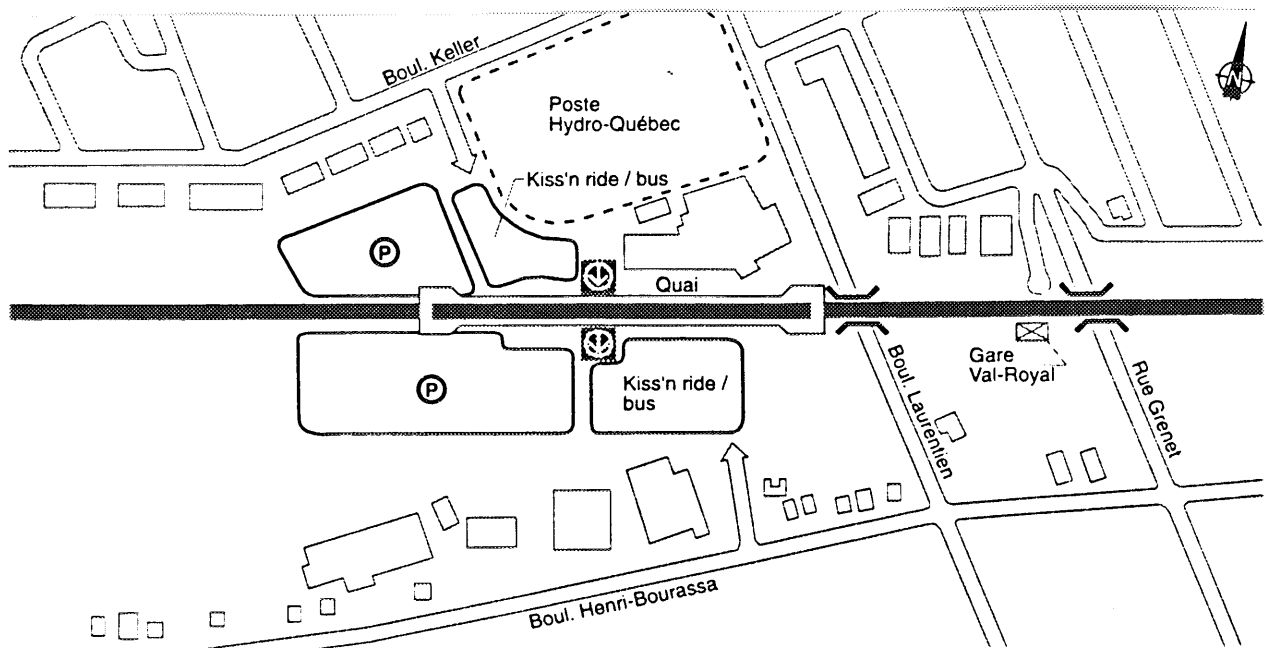 Boul. Keller
Poste
Hydro-Québec
N
Kiss'n ride / bus
P
Quai
P
Kiss'n ride /
bus
Gare
Val-Royal
Boul. Laurentien
Rue Grenet
Boul. Henri-Bourassa